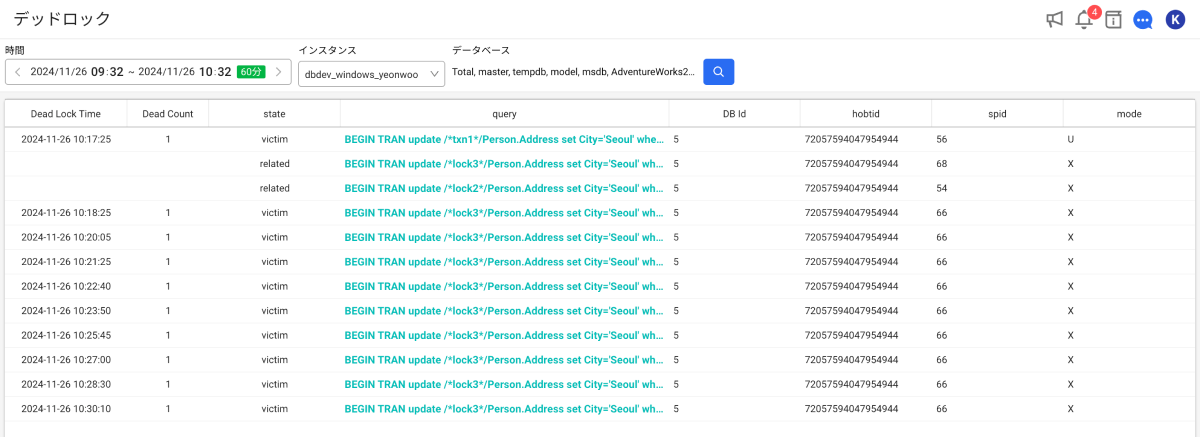 デッドロック
4
K
時間 インスタンス データベース
2024/11/26 09:32 ~ 2024/11/26 10:32 60分 dbdev_windows_yeonwoo Total, master, tempdb, model, msdb, AdventureWorks2...
Dead Lock Time Dead Count state query DB Id hobtid spid mode
2024-11-26 10:17:25 1 victim BEGIN TRAN update /*txn1*/Person.Address set City='Seoul' whe... 5 72057594047954944 56 U
related BEGIN TRAN update /*lock3*/Person.Address set City='Seoul' wh... 5 72057594047954944 68 X
related BEGIN TRAN update /*lock2*/Person.Address set City='Seoul' wh... 5 72057594047954944 54 X
2024-11-26 10:18:25 1 victim BEGIN TRAN update /*lock3*/Person.Address set City='Seoul' wh... 5 72057594047954944 66 X
2024-11-26 10:20:05 1 victim BEGIN TRAN update /*lock3*/Person.Address set City='Seoul' wh... 5 72057594047954944 66 X
2024-11-26 10:21:25 1 victim BEGIN TRAN update /*lock3*/Person.Address set City='Seoul' wh... 5 72057594047954944 66 X
2024-11-26 10:22:40 1 victim BEGIN TRAN update /*lock3*/Person.Address set City='Seoul' wh... 5 72057594047954944 66 X
2024-11-26 10:23:50 1 victim BEGIN TRAN update /*lock3*/Person.Address set City='Seoul' wh... 5 72057594047954944 66 X
2024-11-26 10:25:45 1 victim BEGIN TRAN update /*lock3*/Person.Address set City='Seoul' wh... 5 72057594047954944 66 X
2024-11-26 10:27:00 1 victim BEGIN TRAN update /*lock3*/Person.Address set City='Seoul' wh... 5 72057594047954944 66 X
2024-11-26 10:28:30 1 victim BEGIN TRAN update /*lock3*/Person.Address set City='Seoul' wh... 5 72057594047954944 66 X
2024-11-26 10:30:10 1 victim BEGIN TRAN update /*lock3*/Person.Address set City='Seoul' wh... 5 72057594047954944 66 X